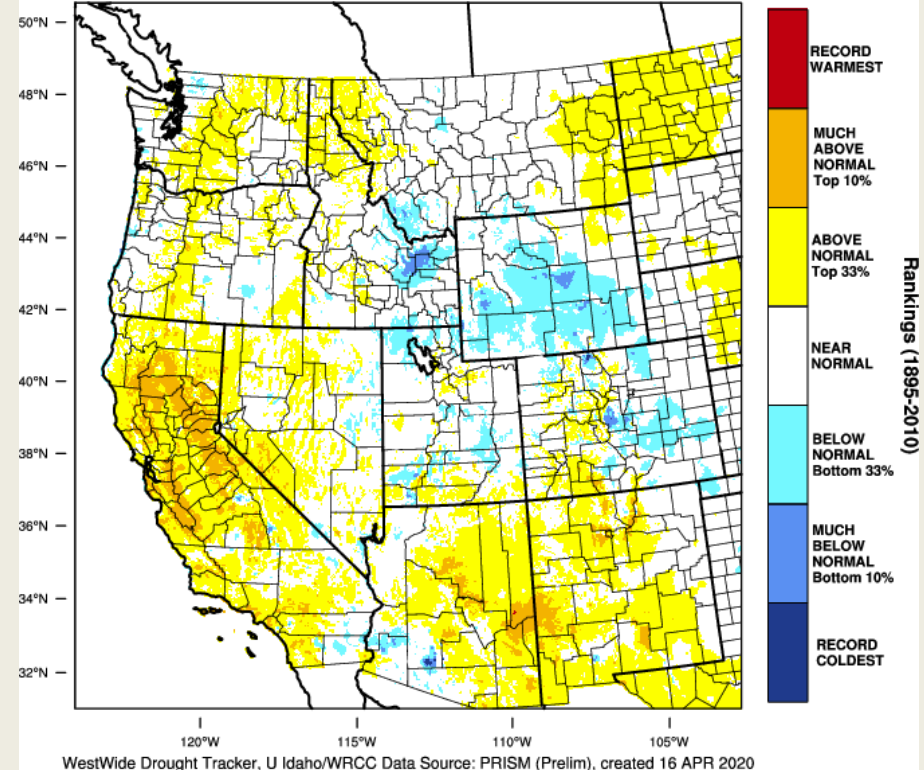 50°N
48°N
46°N
44°N
42°N
40°N
38°N
36°N
34°N
32°N
120°W
115°W
110°W
105°W
RECORD
WARMEST
MUCH
ABOVE
NORMAL
Top 10%
ABOVE
NORMAL
Top 33%
NEAR
NORMAL
BELOW
NORMAL
Bottom 33%
MUCH
BELOW
NORMAL
Bottom 10%
RECORD
COLDEST
Rankings (1895-2010)
WestWide Drought Tracker, U Idaho/WRCC Data Source: PRISM (Prelim), created 16 APR 2020